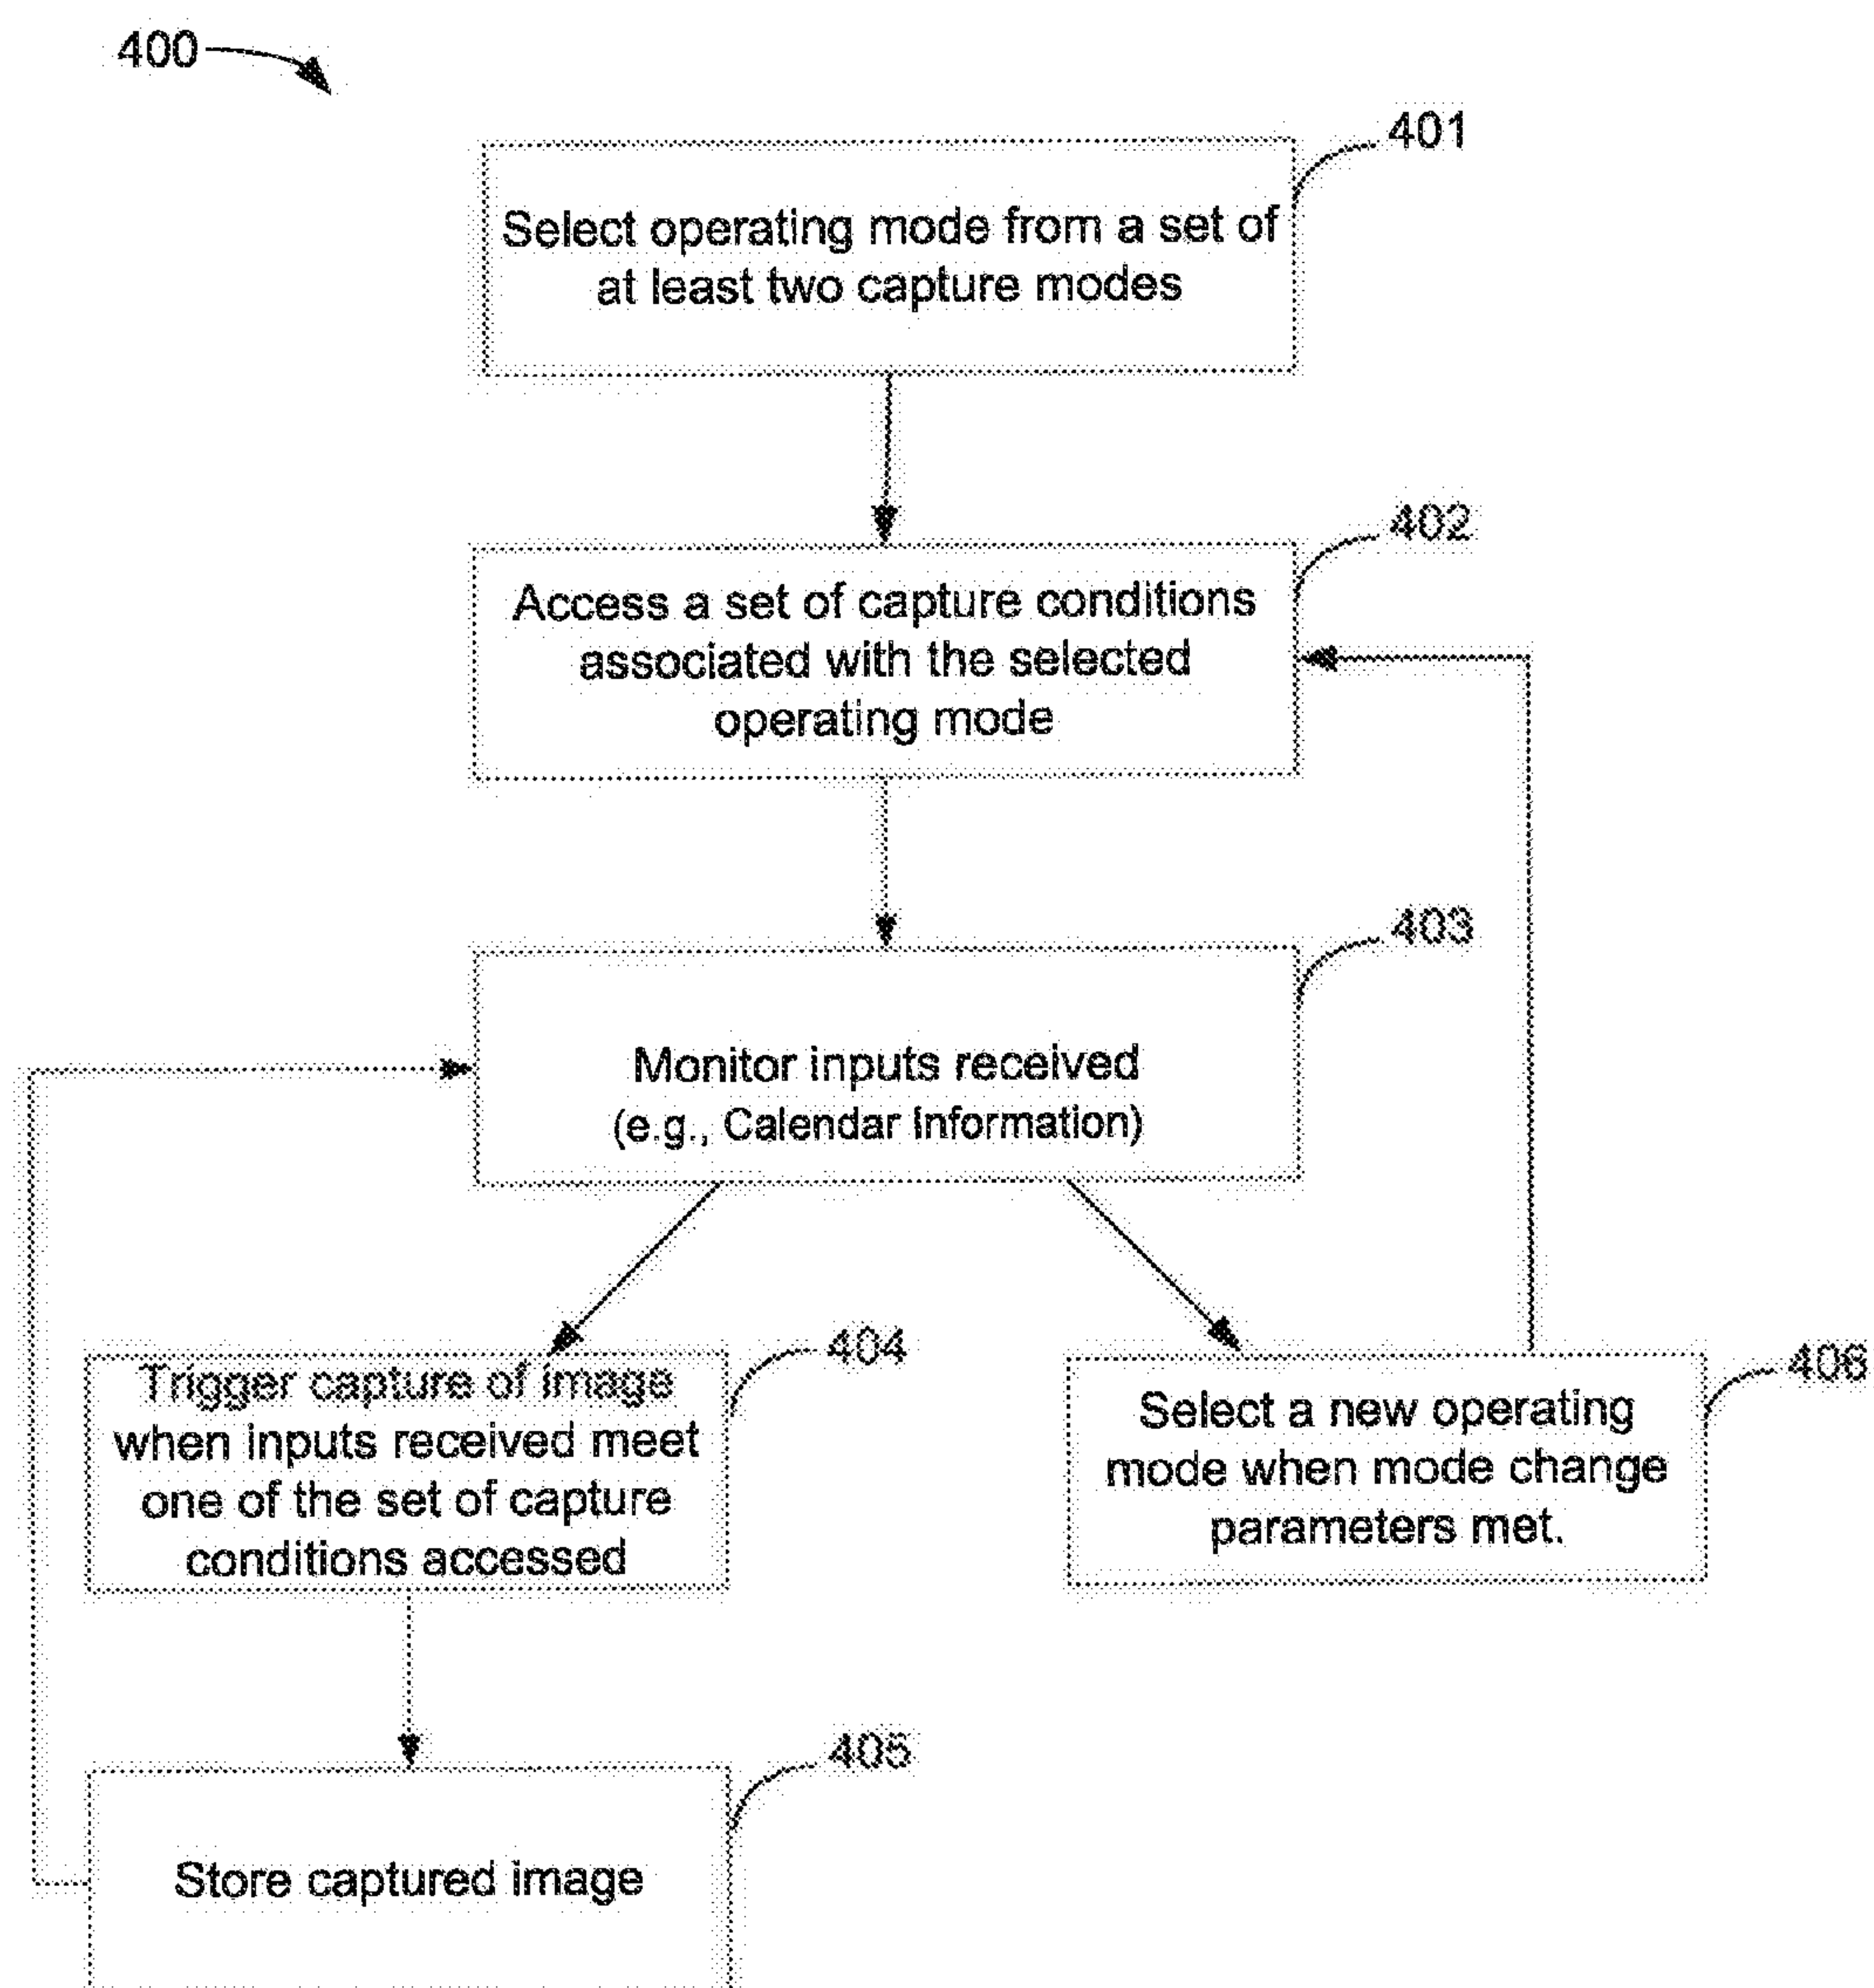 400
401
Select operating mode from a set of
at least two capture modes
402
Access a set of capture conditions
associated with the selected
operating mode
403
Monitor inputs received
(e.g., Calendar Information)
404
Trigger capture of image
when inputs received meet
one of the set of capture
conditions accessed
406
Select a new operating
mode when mode change
parameters met.
405
Store captured image